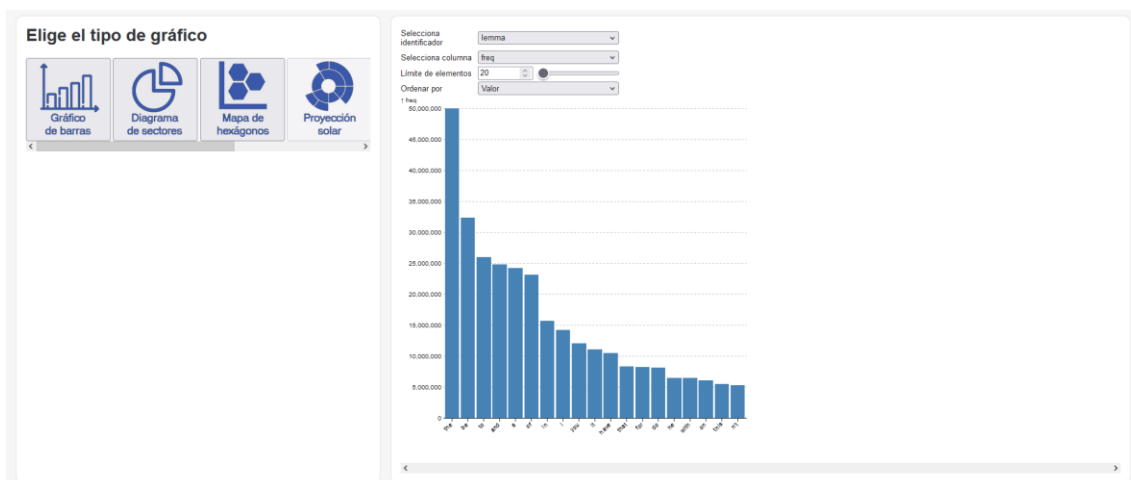 Elige el tipo de gráfico
Gráfico
de barras
Diagrama
de sectores
Mapa de
hexágonos
Proyección
solar
Selecciona
identificador
lemma
Selecciona columna
freq
Límite de elementos
20
Ordenar por
Valor
↑ freq
50,000,000
45,000,000
40,000,000
35,000,000
30,000,000
25,000,000
20,000,000
15,000,000
10,000,000
5,000,000
0
the be to and a of in i you it have that for do he with on this n't